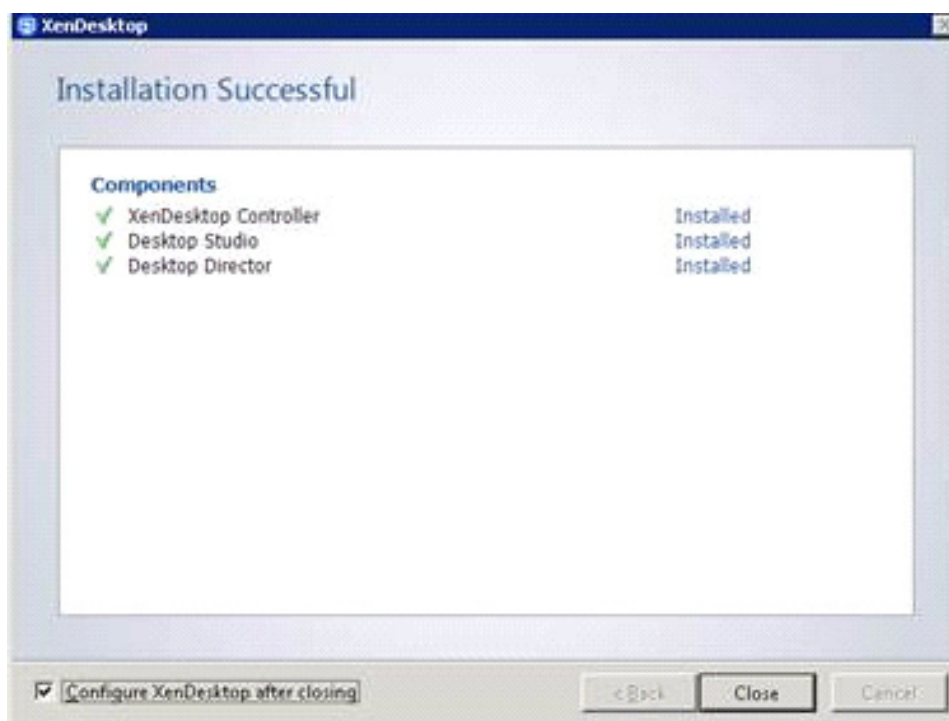 XenDesktop
Installation Successful
Components
XenDesktop Controller Installed
Desktop Studio Installed
Desktop Director Installed
Configure XenDesktop after closing
< Back Close Cancel